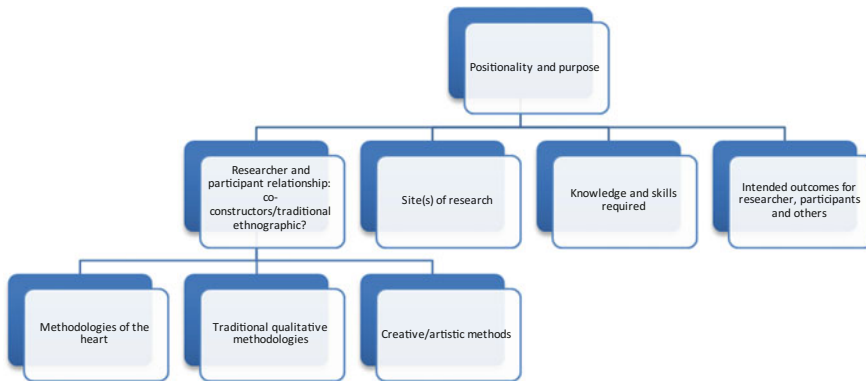 Positionality and purpose
Researcher and
participant relationship:
co-
constructors/traditional
ethnographic?
Site(s) of research
Knowledge and skills
required
Intended outcomes for
researcher, participants
and others
Methodologies of the
heart
Traditional qualitative
methodologies
Creative/artistic methods